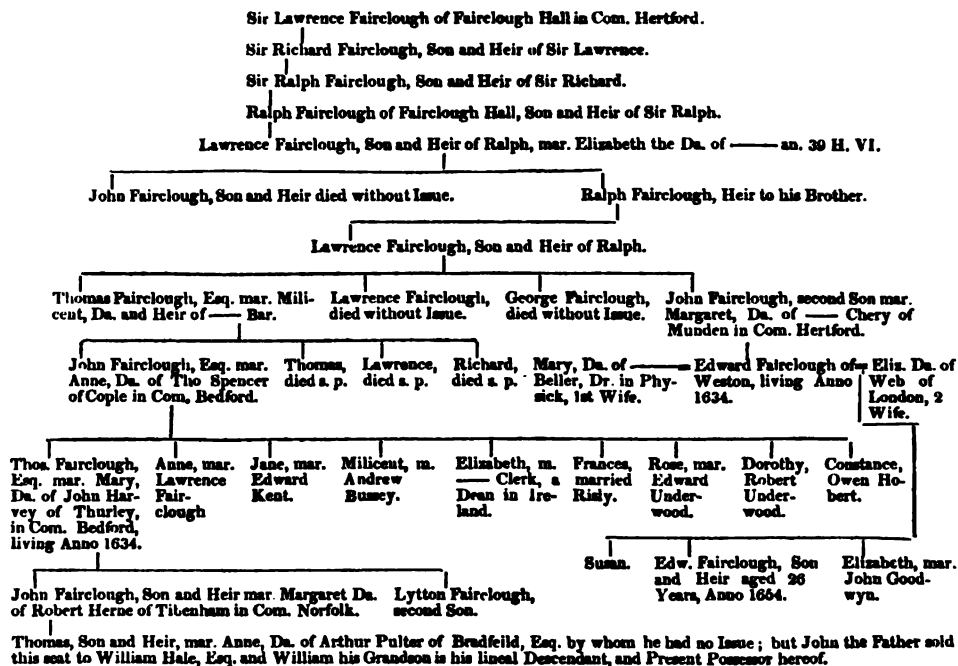 Sir Lawrence Fairclough of Fairclough Hall in Com. Hertford.
Sir Richard Fairclough, Son and Heir of Sir Lawrence.
Sir Ralph Fairclough, Son and Heir of Sir Richard.
Ralph Fairclough of Fairclough Hall, Son and Heir of Sir Ralph.
Lawrence Fairclough, Son and Heir of Ralph, mar. Elizabeth the Da. of —— an. 39 H. VI.
John Fairclough, Son and Heir died without Issue.
Ralph Fairclough, Heir to his Brother.
Lawrence Fairclough, Son and Heir of Ralph.
Thomas Fairclough, Esq. mar. Mili-
cent, Da. and Heir of —— Bar.
Lawrence Fairclough,
died without Issue.
George Fairclough,
died without Issue.
John Fairclough, second Son mar.
Margaret, Da. of —— Chery of
Munden in Com. Hertford.
John Fairclough, Esq. mar.
Anne, Da. of Tho Spencer
of Cople in Com. Bedford.
Thomas,
died s. p.
Lawrence,
died s. p.
Richard,
died s. p.
Mary, Da. of
Beller, Dr. in Phy-
sick, 1st Wife.
Edward Fairclough of
Weston, living Anno
1634.
Eliz. Da. of
Web of
London, 2
Wife.
Thos. Fairclough,
Esq. mar. Mary,
Da. of John Har-
vey of Thurley,
in Com. Bedford,
living Anno 1634.
Anne, mar.
Lawrence
Fair-
clough
Jane, mar.
Edward
Kent.
Milicent, m.
Andrew
Bussey.
Elizabeth, m.
—— Clerk, a
Dean in Ire-
land.
Frances,
married
Risly.
Rose, mar.
Edward
Under-
wood.
Dorothy,
Robert
Under-
wood.
Constance,
Owen Ho-
bert.
Susan.
Edw. Fairclough, Son
and Heir aged 26
Years, Anno 1654.
Elizabeth, mar.
John Good-
wyn.
John Fairclough, Son and Heir mar. Margaret Da.
of Robert Herne of Tibenham in Com. Norfolk.
Lytton Fairclough,
second Son.
Thomas, Son and Heir, mar. Anne, Da. of Arthur Pulter of Bradfeild, Esq. by whom he had no Issue; but John the Father sold
this seat to William Hale, Esq. and William his Grandson is his lineal Descendant, and Present Possessor hereof.